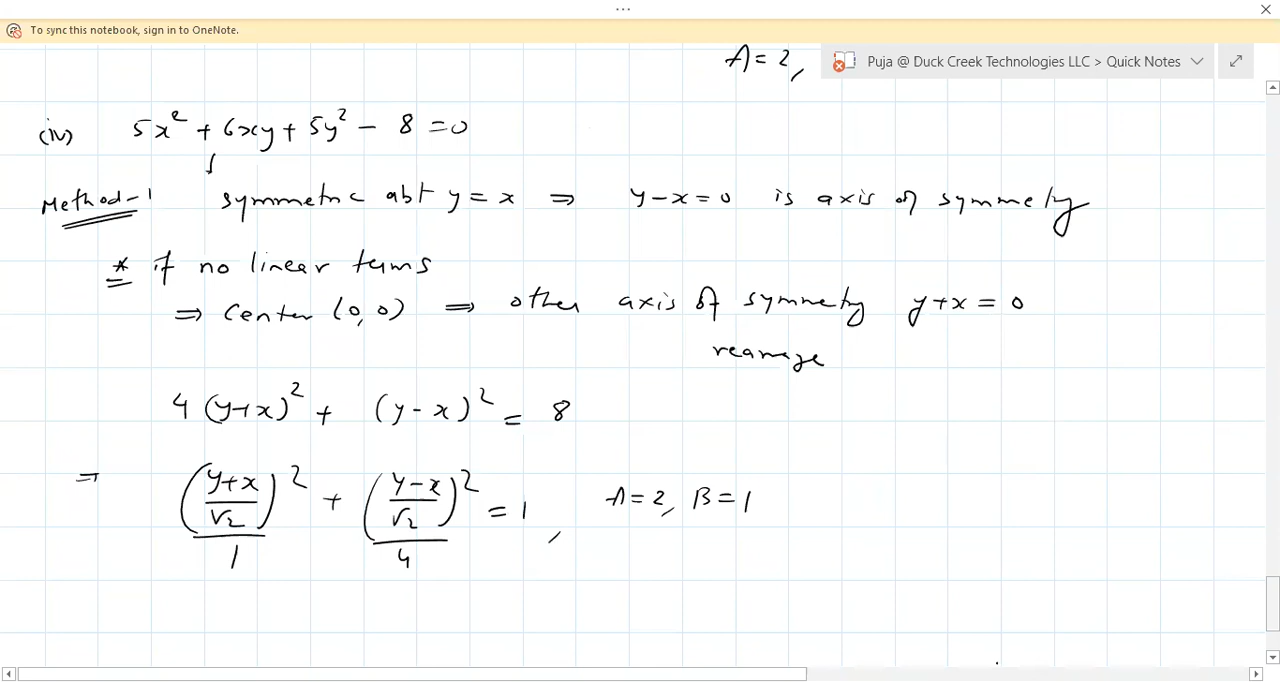 ...
To sync this notebook, sign in to OneNote.
A = 2,
Puja @ Duck Creek Technologies LLC > Quick Notes
(iv) 5x² + 6xy + 5y² - 8 = 0
Method-1 symmetric abt y = x ⇒ y-x=0 is axis of symmety
* if no linear terms
⇒ Center (0,0) ⇒ other axis of symmetry y+x = 0
rearrage
4(y+x)² + (y-x)² = 8
⇒ ((y+x)/√2)²/1 + ((y-x)/√2)²/4 = 1, A=2, B=1